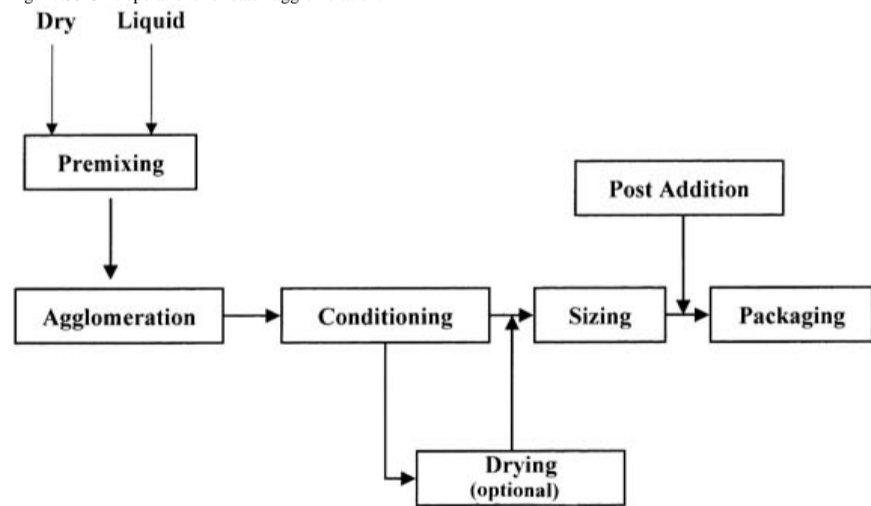 Dry Liquid
Premixing
Post Addition
Agglomeration
Conditioning
Sizing
Packaging
Drying
(optional)